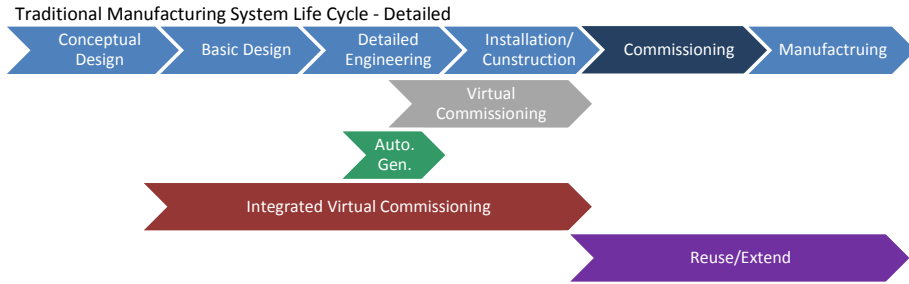 Traditional Manufacturing System Life Cycle - Detailed
Conceptual
Design
Basic Design
Detailed
Engineering
Installation/
Cunstruction
Commissioning
Manufactruing
Virtual
Commissioning
Auto.
Gen.
Integrated Virtual Commissioning
Reuse/Extend